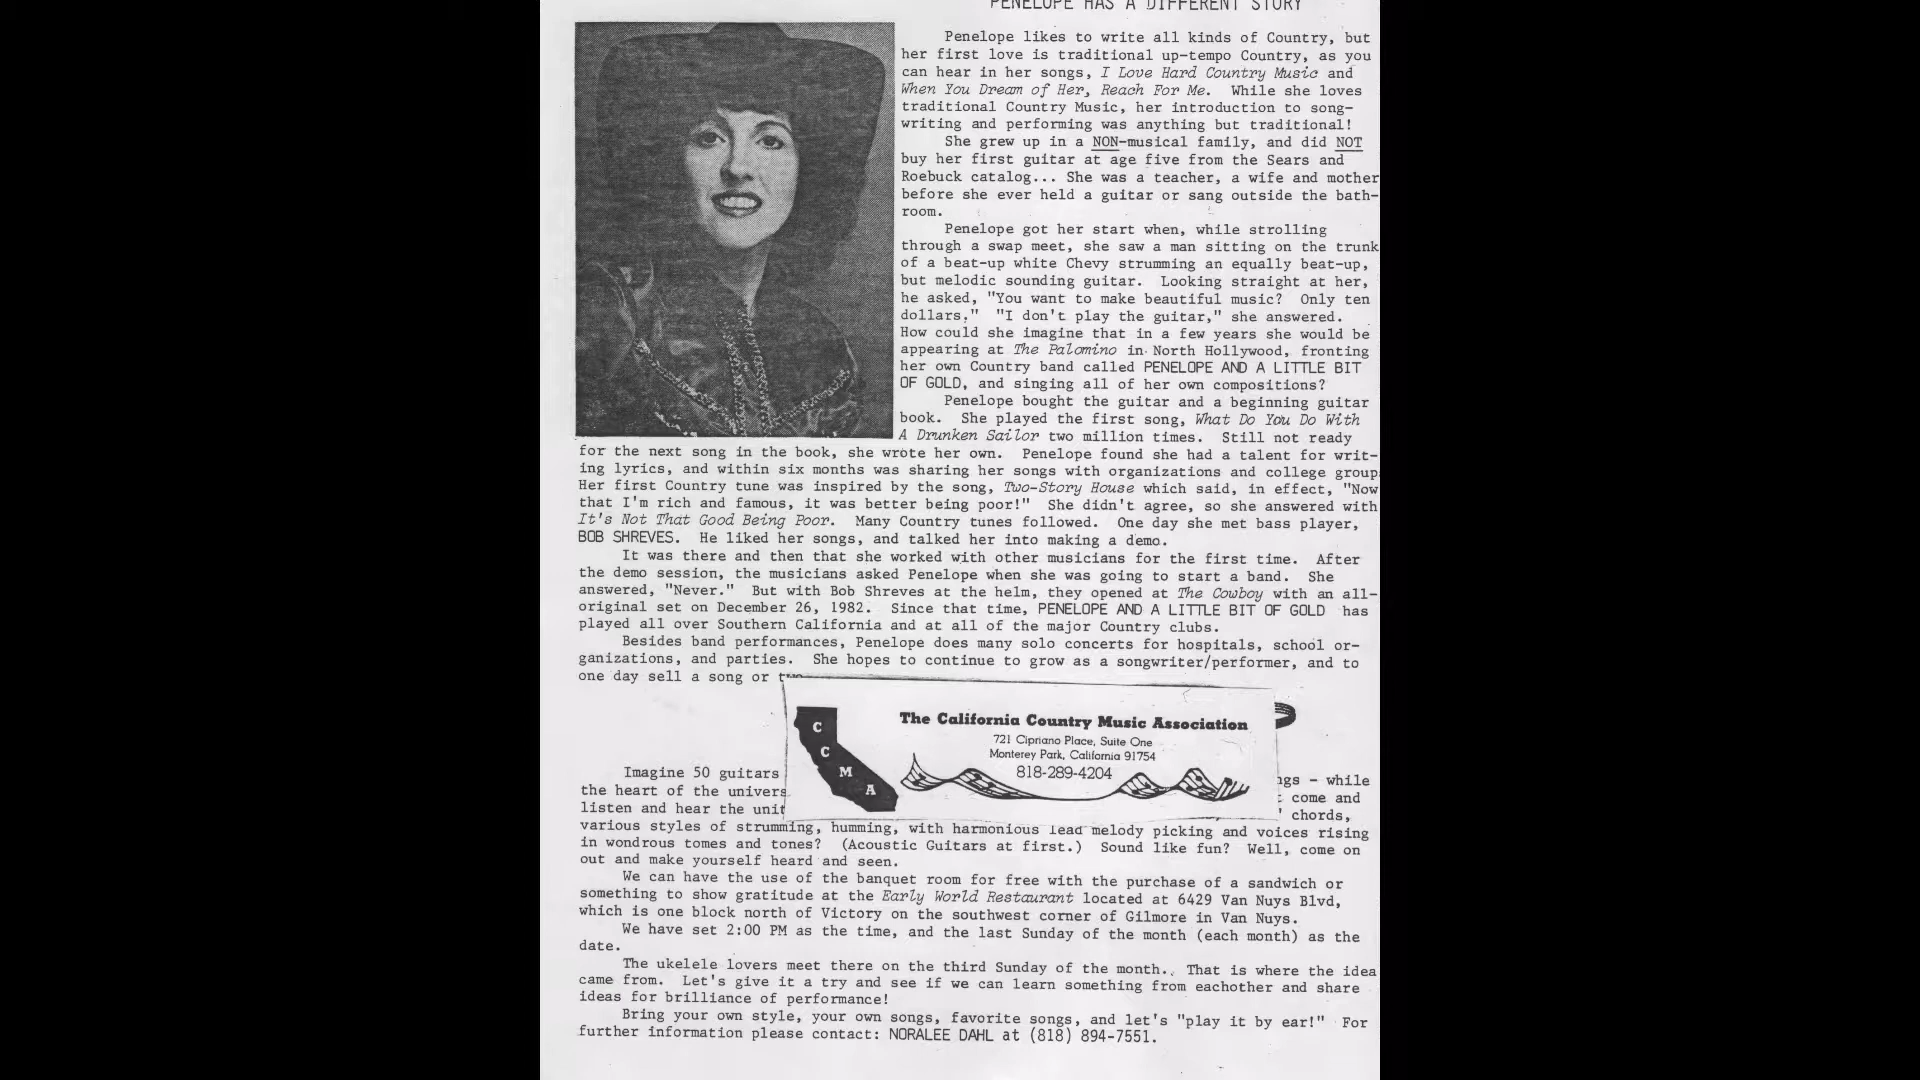 PENELOPE HAS A DIFFERENT STORY
Penelope likes to write all kinds of Country, but
her first love is traditional up-tempo Country, as you
can hear in her songs, I Love Hard Country Music and
When You Dream of Her, Reach For Me. While she loves
traditional Country Music, her introduction to song-
writing and performing was anything but traditional!
She grew up in a NON-musical family, and did NOT
buy her first guitar at age five from the Sears and
Roebuck catalog... She was a teacher, a wife and mother
before she ever held a guitar or sang outside the bath-
room.
Penelope got her start when, while strolling
through a swap meet, she saw a man sitting on the trunk
of a beat-up white Chevy strumming an equally beat-up,
but melodic sounding guitar. Looking straight at her,
he asked, "You want to make beautiful music? Only ten
dollars." "I don't play the guitar," she answered.
How could she imagine that in a few years she would be
appearing at The Palomino in North Hollywood, fronting
her own Country band called PENELOPE AND A LITTLE BIT
OF GOLD, and singing all of her own compositions?
Penelope bought the guitar and a beginning guitar
book. She played the first song, What Do You Do With
A Drunken Sailor two million times. Still not ready
for the next song in the book, she wrote her own. Penelope found she had a talent for writ-
ing lyrics, and within six months was sharing her songs with organizations and college group
Her first Country tune was inspired by the song, Two-Story House which said, in effect, "Now
that I'm rich and famous, it was better being poor!" She didn't agree, so she answered with
It's Not That Good Being Poor. Many Country tunes followed. One day she met bass player,
BOB SHREVES. He liked her songs, and talked her into making a demo.
It was there and then that she worked with other musicians for the first time. After
the demo session, the musicians asked Penelope when she was going to start a band. She
answered, "Never." But with Bob Shreves at the helm, they opened at The Cowboy with an all-
original set on December 26, 1982. Since that time, PENELOPE AND A LITTLE BIT OF GOLD has
played all over Southern California and at all of the major Country clubs.
Besides band performances, Penelope does many solo concerts for hospitals, school or-
ganizations, and parties. She hopes to continue to grow as a songwriter/performer, and to
one day sell a song or
C
C
M
A
The California Country Music Association
721 Cipriano Place, Suite One
Monterey Park, California 91754
818-289-4204
Imagine 50 guitars - while
the heart of the univers come and
listen and hear the unit ' chords,
various styles of strumming, humming, with harmonious lead melody picking and voices rising
in wondrous tomes and tones? (Acoustic Guitars at first.) Sound like fun? Well, come on
out and make yourself heard and seen.
We can have the use of the banquet room for free with the purchase of a sandwich or
something to show gratitude at the Early World Restaurant located at 6429 Van Nuys Blvd,
which is one block north of Victory on the southwest corner of Gilmore in Van Nuys.
We have set 2:00 PM as the time, and the last Sunday of the month (each month) as the
date.
The ukelele lovers meet there on the third Sunday of the month. That is where the idea
came from. Let's give it a try and see if we can learn something from eachother and share
ideas for brilliance of performance!
Bring your own style, your own songs, favorite songs, and let's "play it by ear!" For
further information please contact: NORALEE DAHL at (818) 894-7551.